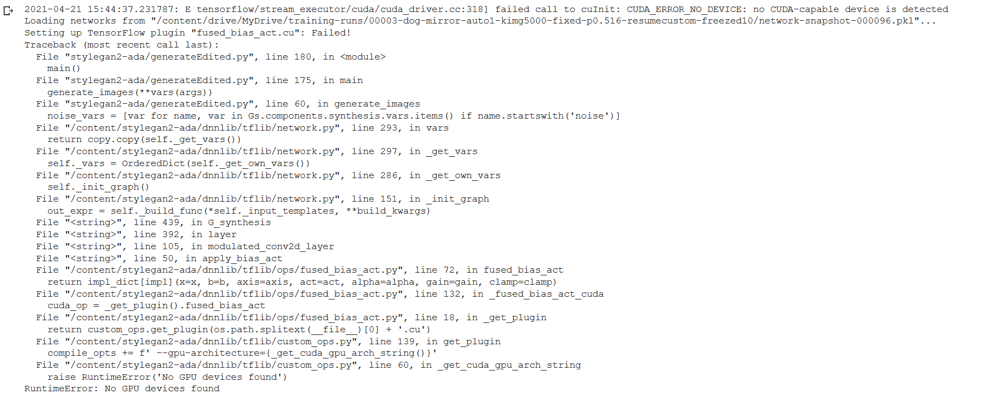 2021-04-21 15:44:37.231787: E tensorflow/stream_executor/cuda/cuda_driver.cc:318] failed call to cuInit: CUDA_ERROR_NO_DEVICE: no CUDA-capable device is detected
Loading networks from "/content/drive/MyDrive/training-runs/00003-dog-mirror-auto1-kimg5000-fixed-p0.516-resumecustom-freezed10/network-snapshot-000096.pkl"...
Setting up TensorFlow plugin "fused_bias_act.cu": Failed!
Traceback (most recent call last):
  File "stylegan2-ada/generateEdited.py", line 180, in <module>
    main()
  File "stylegan2-ada/generateEdited.py", line 175, in main
    generate_images(**vars(args))
  File "stylegan2-ada/generateEdited.py", line 60, in generate_images
    noise_vars = [var for name, var in Gs.components.synthesis.vars.items() if name.startswith('noise')]
  File "/content/stylegan2-ada/dnnlib/tflib/network.py", line 293, in vars
    return copy.copy(self._get_vars())
  File "/content/stylegan2-ada/dnnlib/tflib/network.py", line 297, in _get_vars
    self._vars = OrderedDict(self._get_own_vars())
  File "/content/stylegan2-ada/dnnlib/tflib/network.py", line 286, in _get_own_vars
    self._init_graph()
  File "/content/stylegan2-ada/dnnlib/tflib/network.py", line 151, in _init_graph
    out_expr = self._build_func(*self._input_templates, **build_kwargs)
  File "<string>", line 439, in G_synthesis
  File "<string>", line 392, in layer
  File "<string>", line 105, in modulated_conv2d_layer
  File "<string>", line 50, in apply_bias_act
  File "/content/stylegan2-ada/dnnlib/tflib/ops/fused_bias_act.py", line 72, in fused_bias_act
    return impl_dict[impl](x=x, b=b, axis=axis, act=act, alpha=alpha, gain=gain, clamp=clamp)
  File "/content/stylegan2-ada/dnnlib/tflib/ops/fused_bias_act.py", line 132, in _fused_bias_act_cuda
    cuda_op = _get_plugin().fused_bias_act
  File "/content/stylegan2-ada/dnnlib/tflib/ops/fused_bias_act.py", line 18, in _get_plugin
    return custom_ops.get_plugin(os.path.splitext(__file__)[0] + '.cu')
  File "/content/stylegan2-ada/dnnlib/tflib/custom_ops.py", line 139, in get_plugin
    compile_opts += f' --gpu-architecture={_get_cuda_gpu_arch_string()}'
  File "/content/stylegan2-ada/dnnlib/tflib/custom_ops.py", line 60, in _get_cuda_gpu_arch_string
    raise RuntimeError('No GPU devices found')
RuntimeError: No GPU devices found